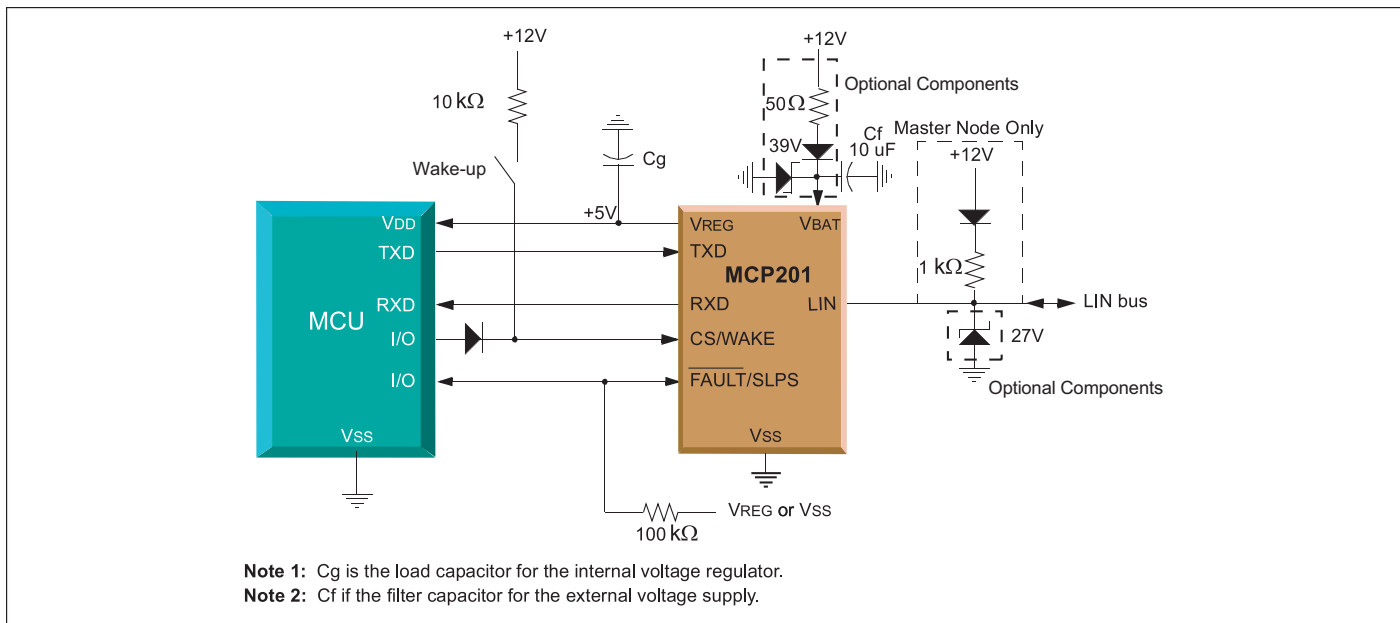 +12V
+12V
Optional Components
10 kΩ
50 Ω
Master Node Only
Cf
39V
10 uF
+12V
Cg
Wake-up
+5V
VDD
VREG
VBAT
TXD
TXD
MCP201
1 kΩ
RXD
RXD
LIN
LIN bus
MCU
I/O
CS/WAKE
27V
I/O
FAULT/SLPS
Optional Components
VSS
VSS
VREG or VSS
100 kΩ
Note 1: Cg is the load capacitor for the internal voltage regulator.
Note 2: Cf if the filter capacitor for the external voltage supply.